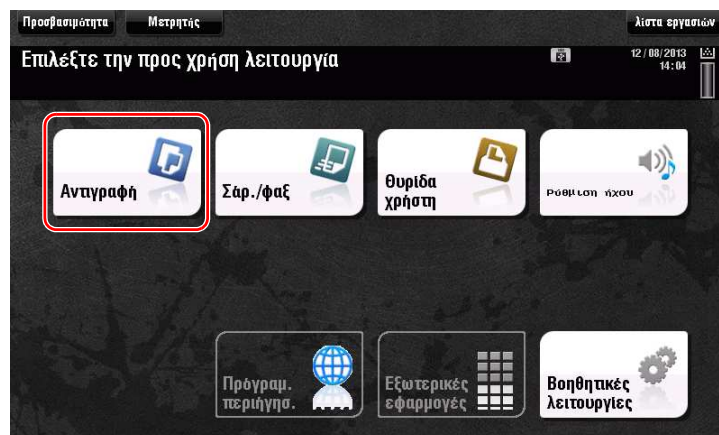 Προσβασιμότητα Μετρητής λίστα εργασιών
Επιλέξτε την προς χρήση λειτουργία
12/08/2013
14:04
Αντιγραφή
Σάρ./φαξ
Θυρίδα
χρήστη
Ρύθμιση ήχου
Πρόγραμ.
περιήγησ.
Εξωτερικές
εφαρμογές
Βοηθητικές
λειτουργίες